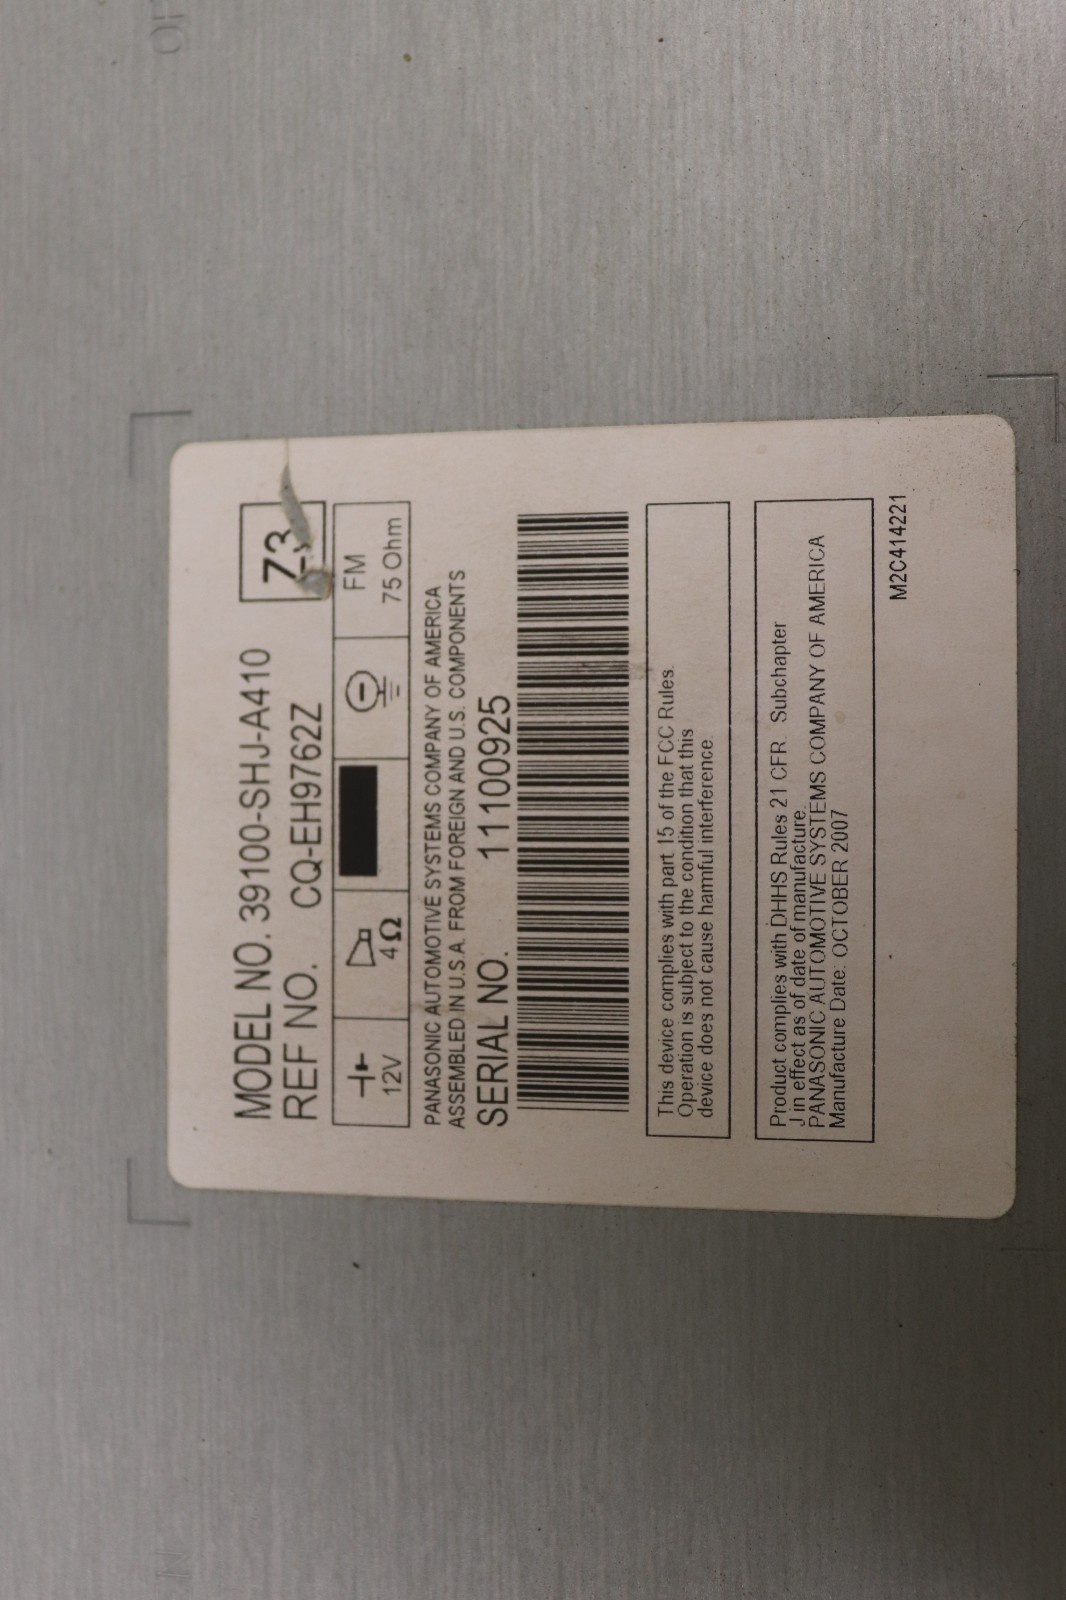 MODEL NO. 39100-SHJ-A410
REF NO. CQ-EH9762Z
Z3
12V
4Ω
FM
75 Ohm
PANASONIC AUTOMOTIVE SYSTEMS COMPANY OF AMERICA
ASSEMBLED IN U.S.A. FROM FOREIGN AND U.S. COMPONENTS
SERIAL NO. 11100925
This device complies with part 15 of the FCC Rules.
Operation is subject to the condition that this
device does not cause harmful interference.
Product complies with DHHS Rules 21 CFR. Subchapter
J in effect as of date of manufacture.
PANASONIC AUTOMOTIVE SYSTEMS COMPANY OF AMERICA
Manufacture Date: OCTOBER 2007
M2C414221